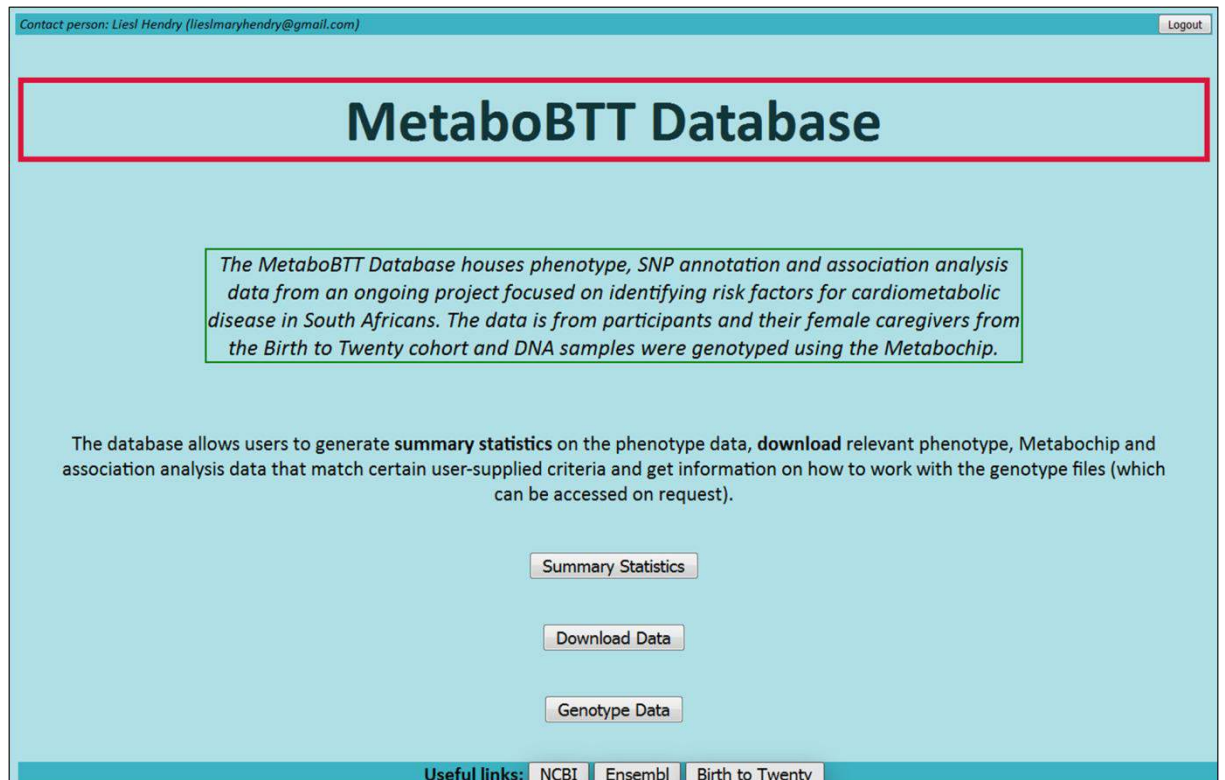 Contact person: Liesl Hendry (lieslmaryhendry@gmail.com)
Logout
MetaboBTT Database
The MetaboBTT Database houses phenotype, SNP annotation and association analysis
data from an ongoing project focused on identifying risk factors for cardiometabolic
disease in South Africans. The data is from participants and their female caregivers from
the Birth to Twenty cohort and DNA samples were genotyped using the Metabochip.
The database allows users to generate summary statistics on the phenotype data, download relevant phenotype, Metabochip and
association analysis data that match certain user-supplied criteria and get information on how to work with the genotype files (which
can be accessed on request).
Summary Statistics
Download Data
Genotype Data
Useful links: NCBI Ensembl Birth to Twenty